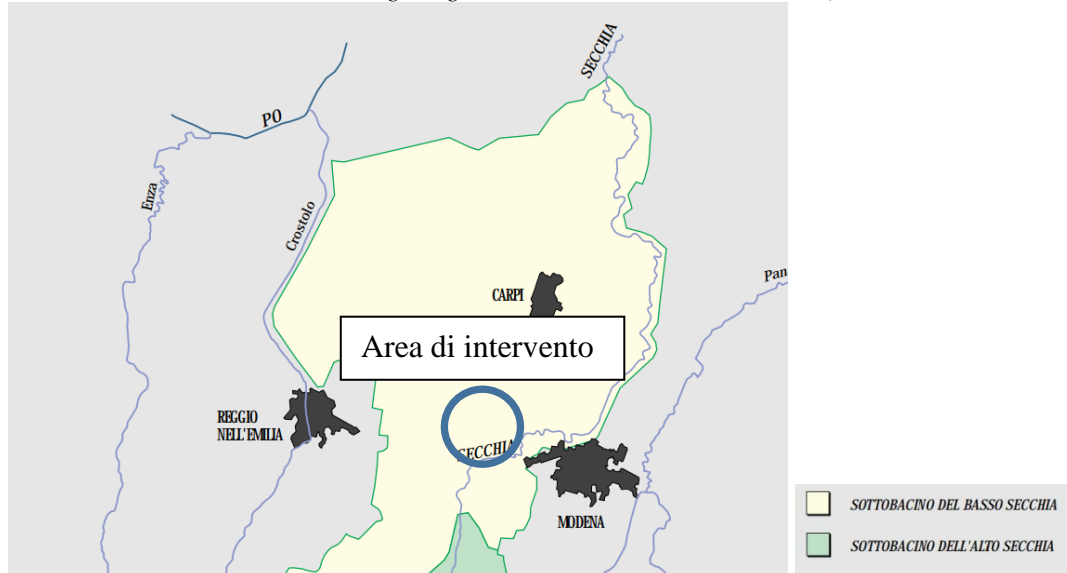 SECCHIA
PO
Enza
Crostolo
Pan
CARPI
Area di intervento
REGGIO
NELL'EMILIA
SECCHIA
MODENA
SOTTOBACINO DEL BASSO SECCHIA
SOTTOBACINO DELL'ALTO SECCHIA